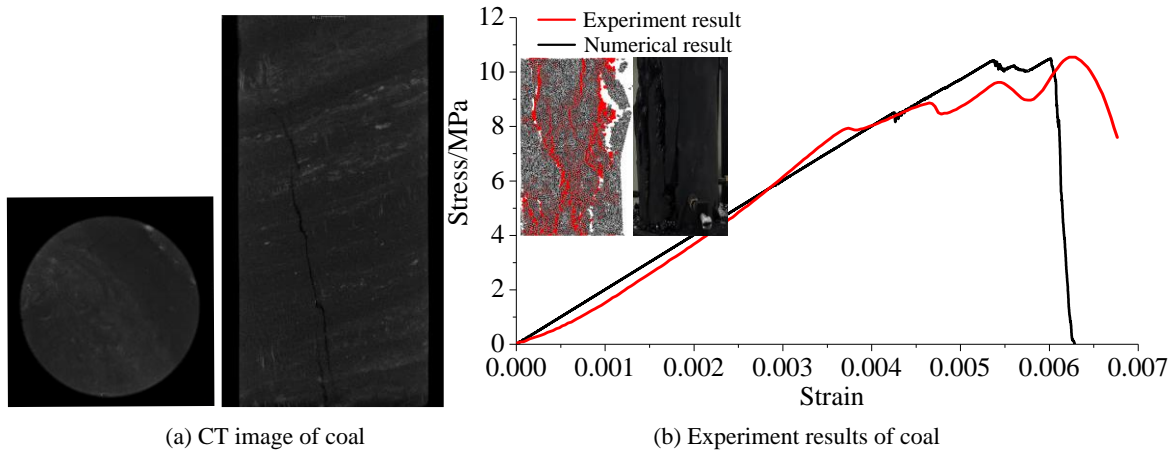 12
10
8
6
4
2
0
Stress/MPa
Experiment result
Numerical result
0.000
0.001
0.002
0.003
0.004
0.005
0.006
0.007
Strain
(a) CT image of coal
(b) Experiment results of coal